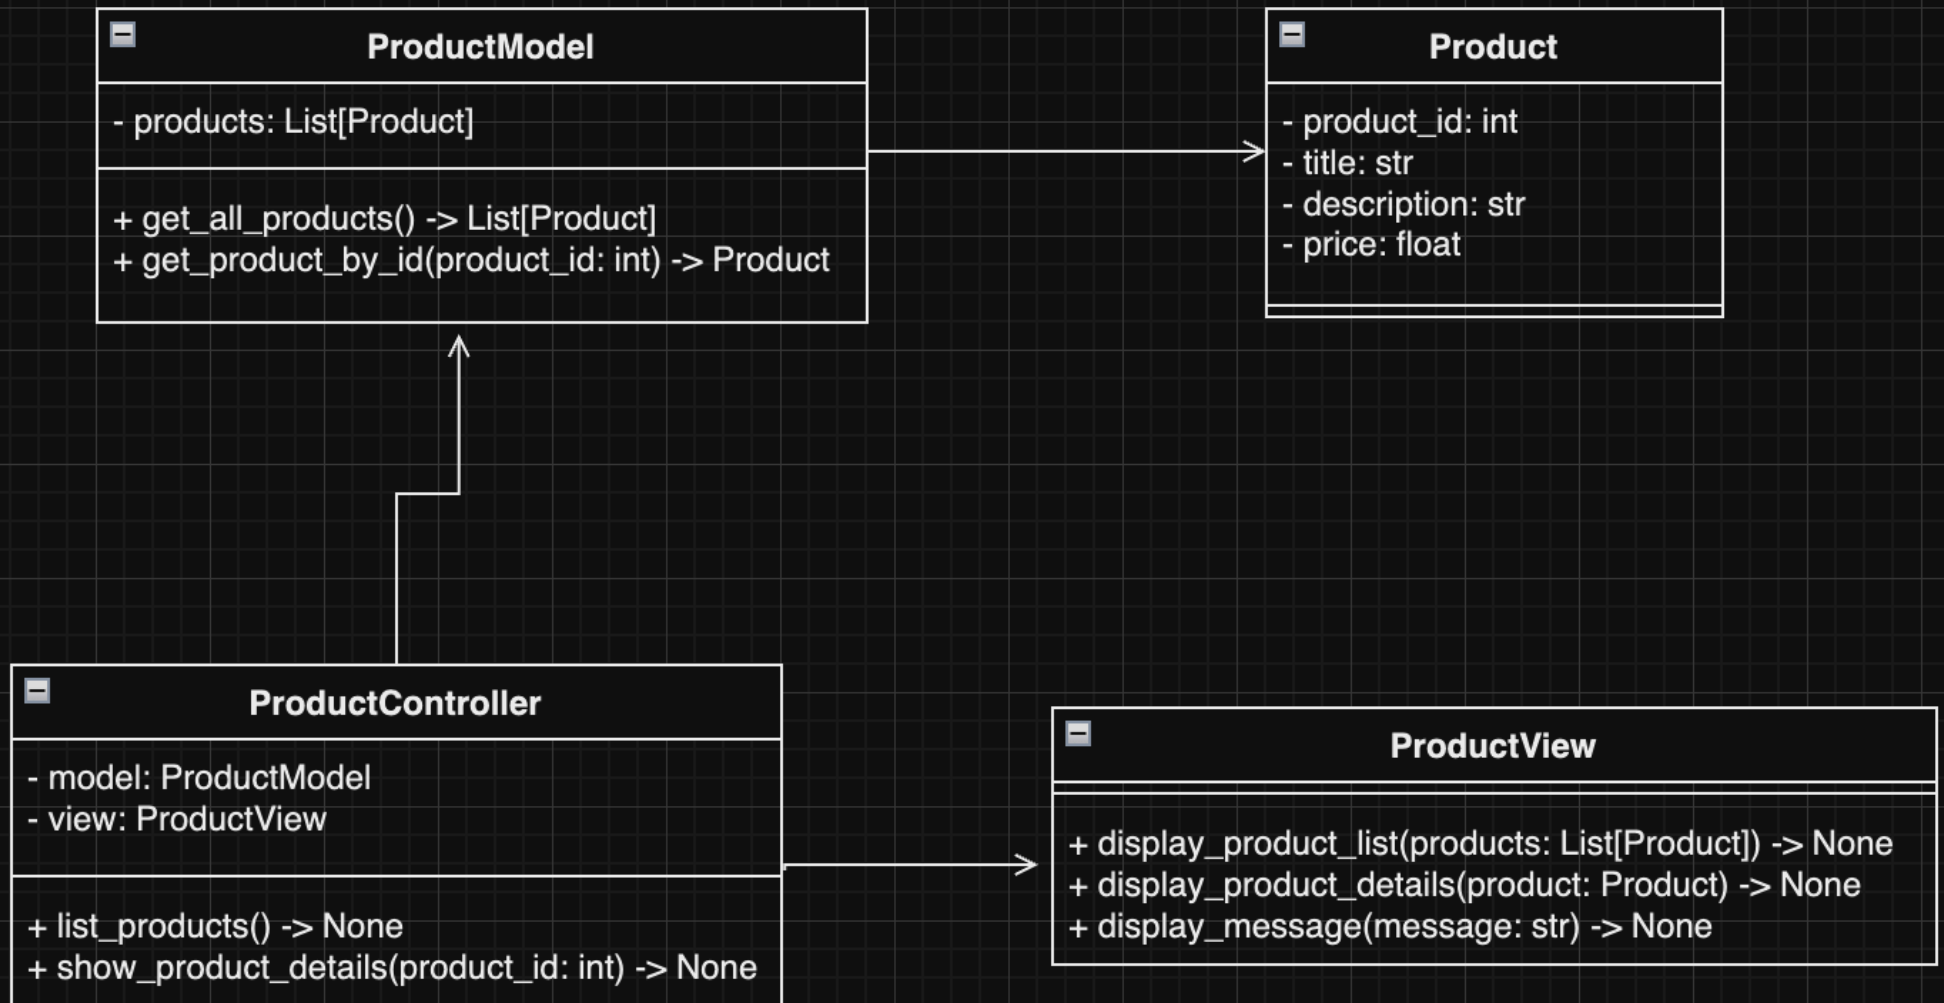 ProductModel
- products: List[Product]
+ get_all_products() -> List[Product]
+ get_product_by_id(product_id: int) -> Product
Product
- product_id: int
- title: str
- description: str
- price: float
ProductController
- model: ProductModel
- view: ProductView
+ list_products() -> None
+ show_product_details(product_id: int) -> None
ProductView
+ display_product_list(products: List[Product]) -> None
+ display_product_details(product: Product) -> None
+ display_message(message: str) -> None